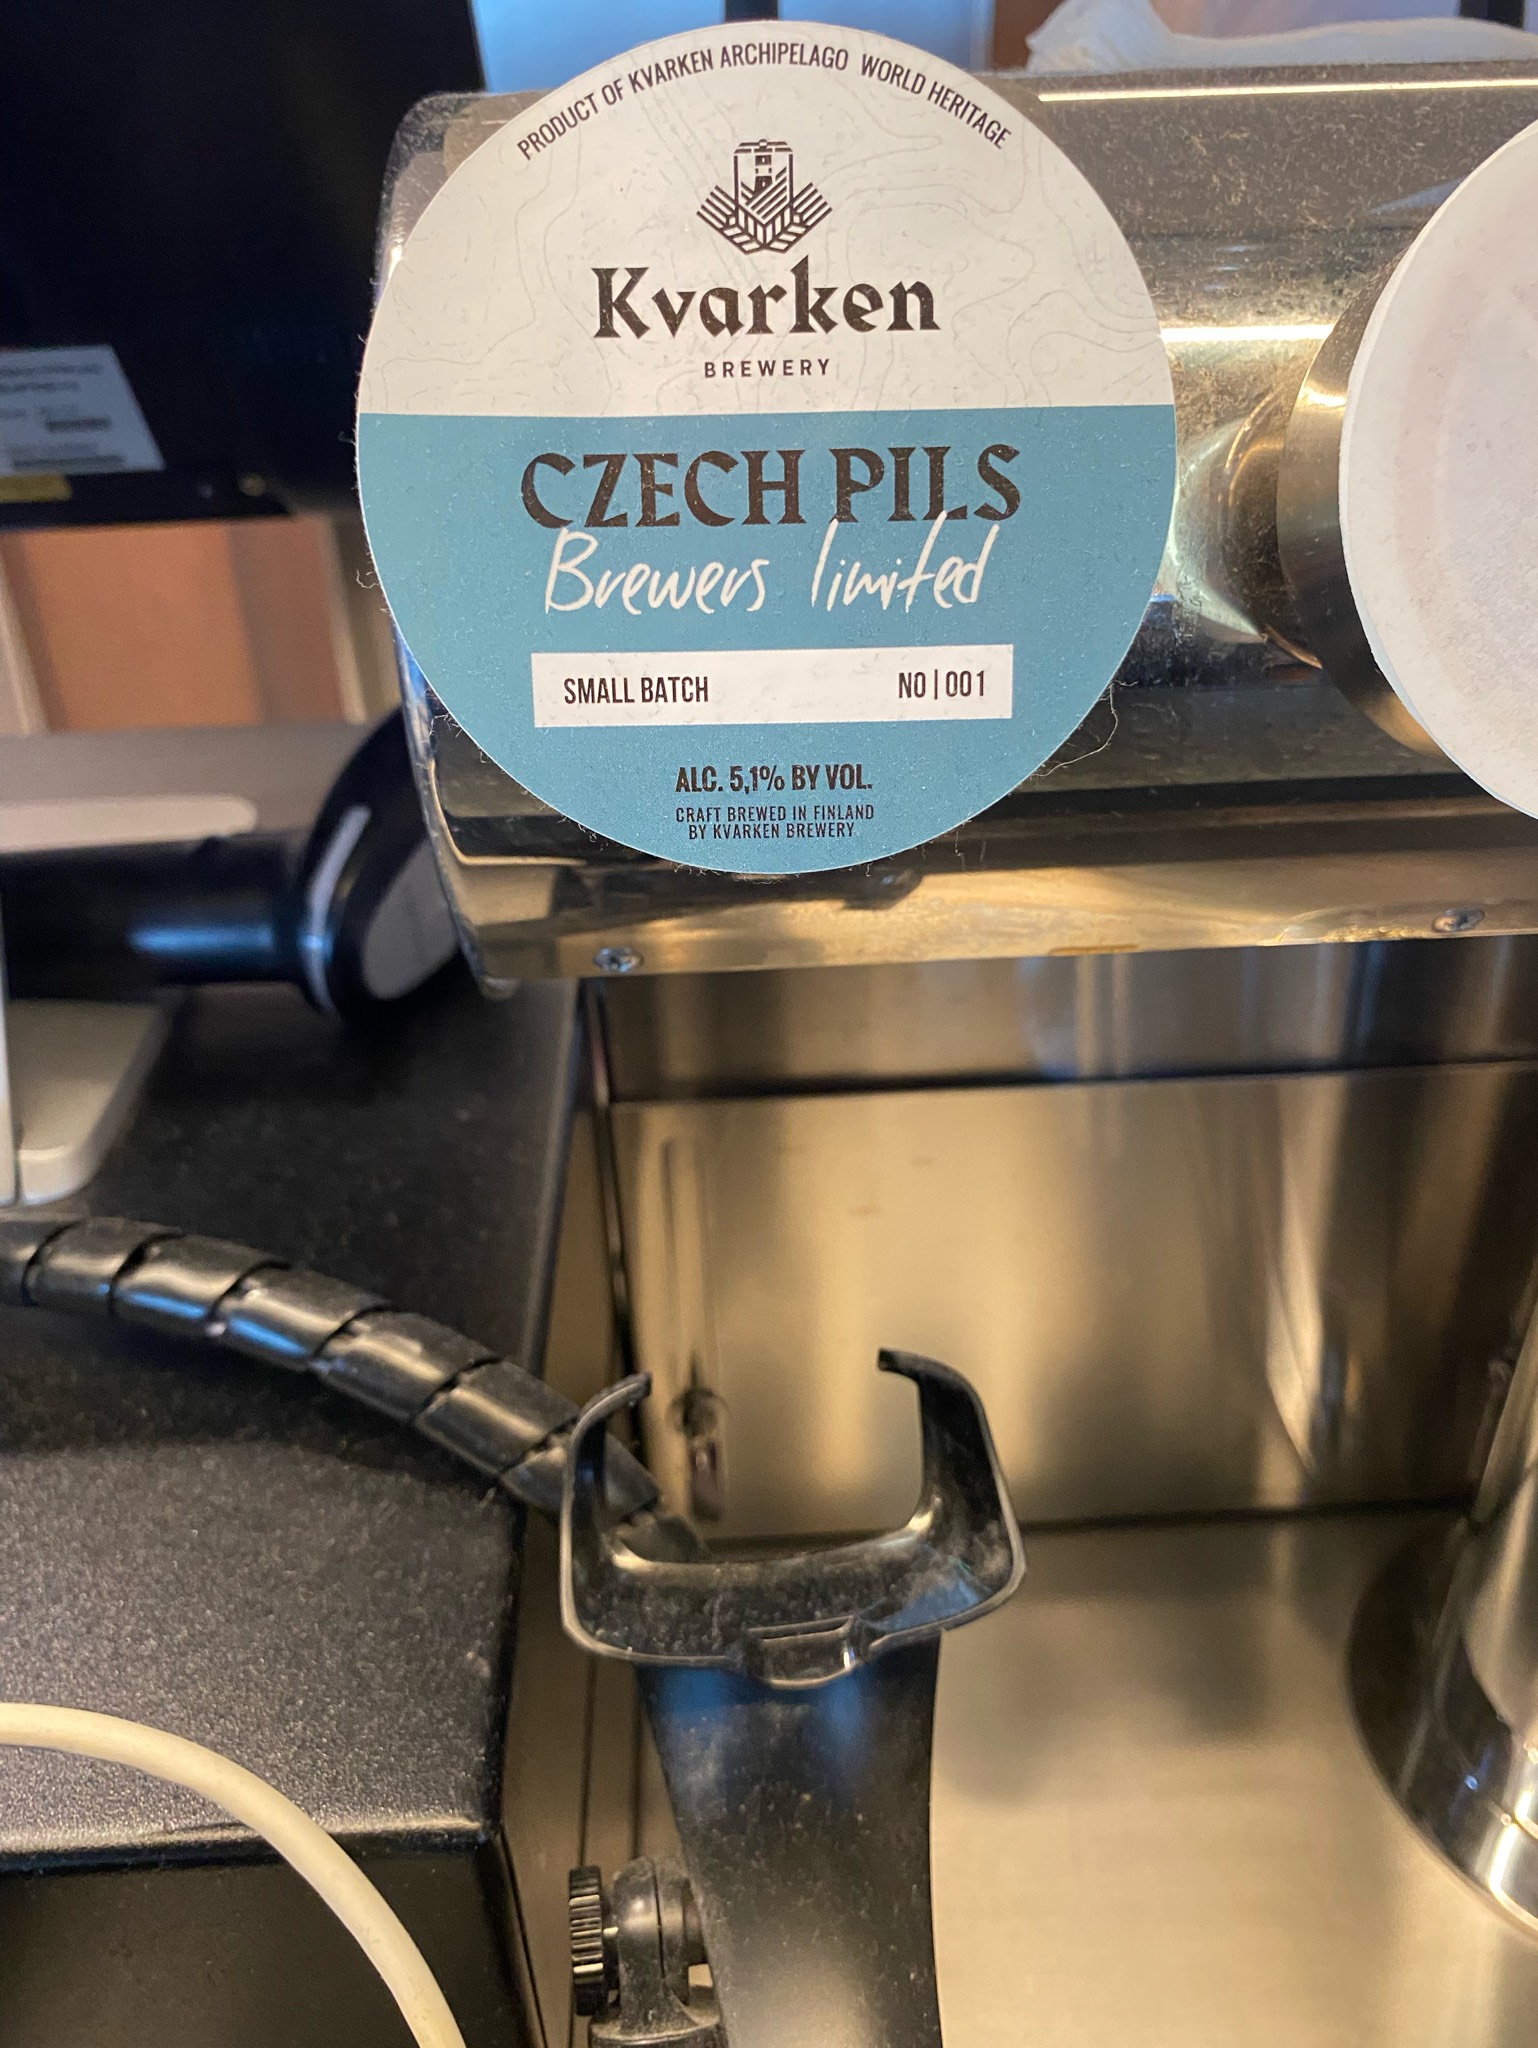 PRODUCT OF KVARKEN ARCHIPELAGO WORLD HERITAGE
Kvarken
BREWERY
CZECH PILS
Brewers limited
SMALL BATCH NO|001
ALC. 5,1% BY VOL.
CRAFT BREWED IN FINLAND
BY KVARKEN BREWERY